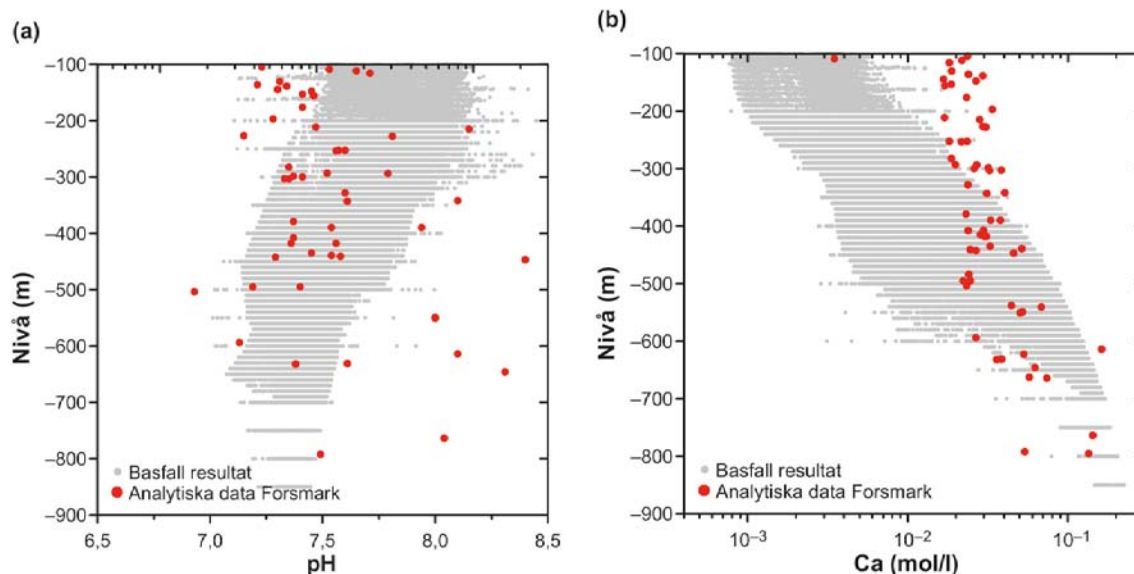 (a)
−100
−200
−300
−400
−500
−600
−700
−800
−900
Nivå (m)
Basfall resultat
Analytiska data Forsmark
6,5
7,0
7,5
8,0
8,5
pH
(b)
−100
−200
−300
−400
−500
−600
−700
−800
−900
Nivå (m)
Basfall resultat
Analytiska data Forsmark
10⁻³
10⁻²
10⁻¹
Ca (mol/l)